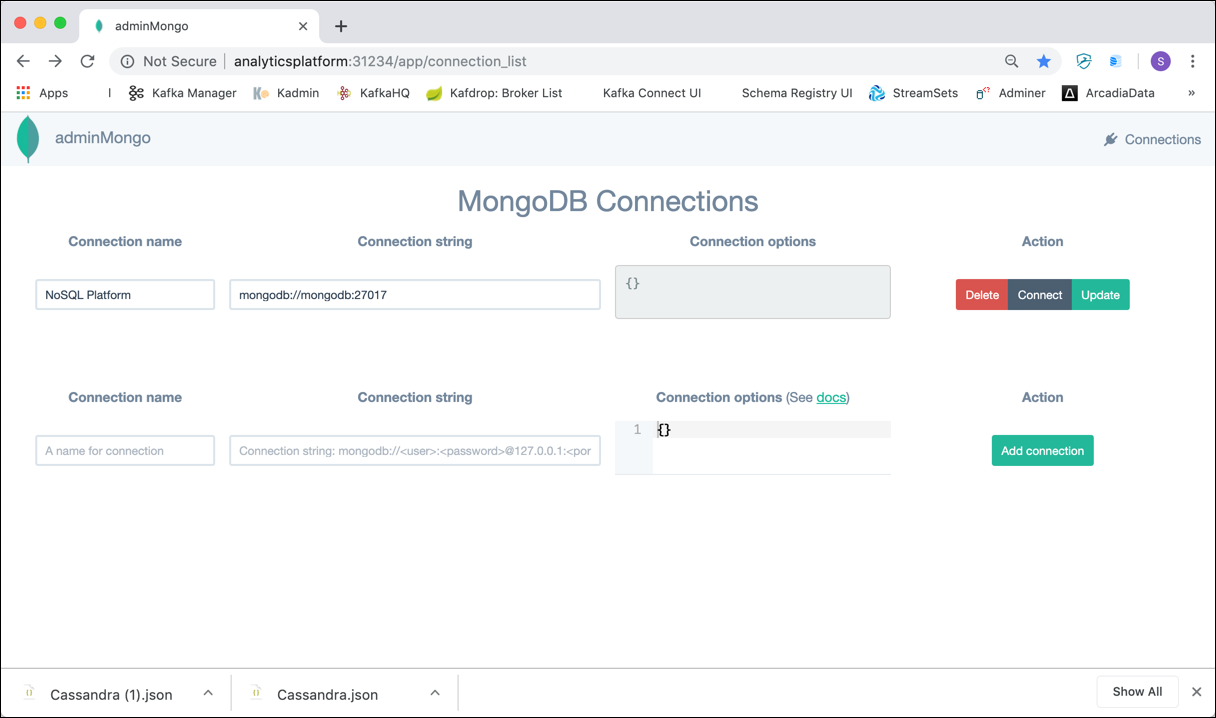 adminMongo
Not Secure | analyticsplatform:31234/app/connection_list
S
Apps | Kafka Manager Kadmin KafkaHQ Kafdrop: Broker List Kafka Connect UI Schema Registry UI StreamSets Adminer ArcadiaData »
adminMongo Connections
MongoDB Connections
Connection name Connection string Connection options Action
NoSQL Platform mongodb://mongodb:27017 {} Delete Connect Update
Connection name Connection string Connection options (See docs) Action
1 {}
A name for connection Connection string: mongodb://<user>:<password>@127.0.0.1:<por Add connection
Cassandra (1).json Cassandra.json Show All